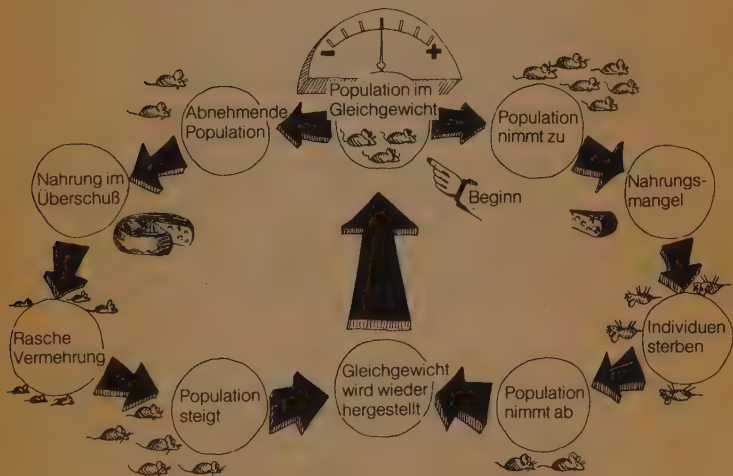 - +
Population im
Gleichgewicht
Beginn
Population
nimmt zu
Nahrungs-
mangel
Individuen
sterben
Population
nimmt ab
Gleichgewicht
wird wieder
hergestellt
Abnehmende
Population
Nahrung im
Überschuß
Rasche
Vermehrung
Population
steigt